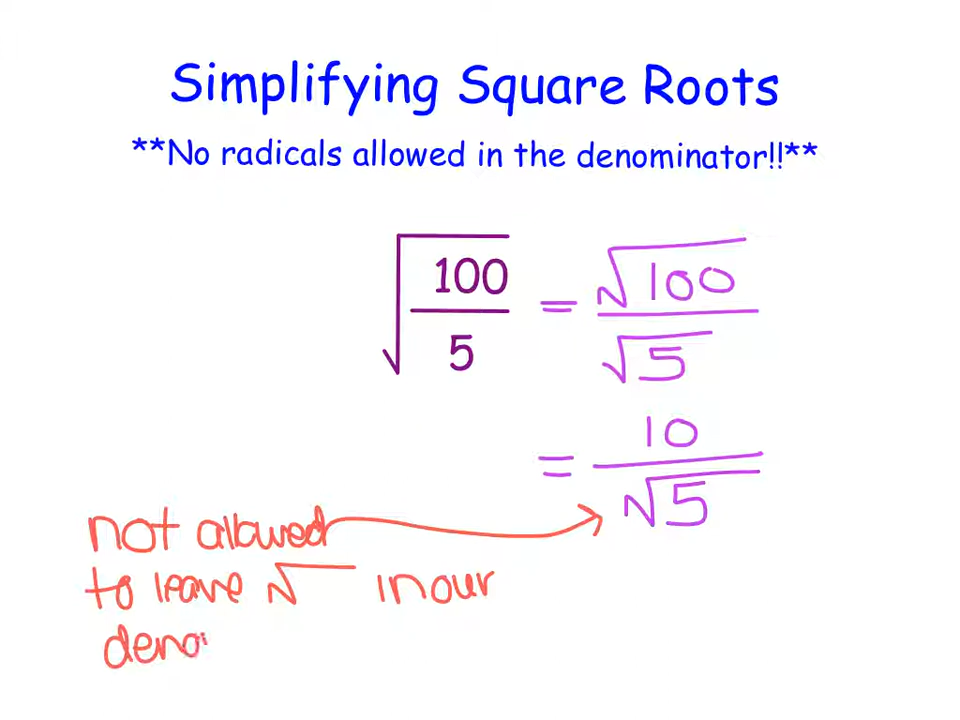 Simplifying Square Roots
**No radicals allowed in the denominator!!**
√(100/5) = √100/√5
= 10/√5
not allowed
to leave √ in our
deno